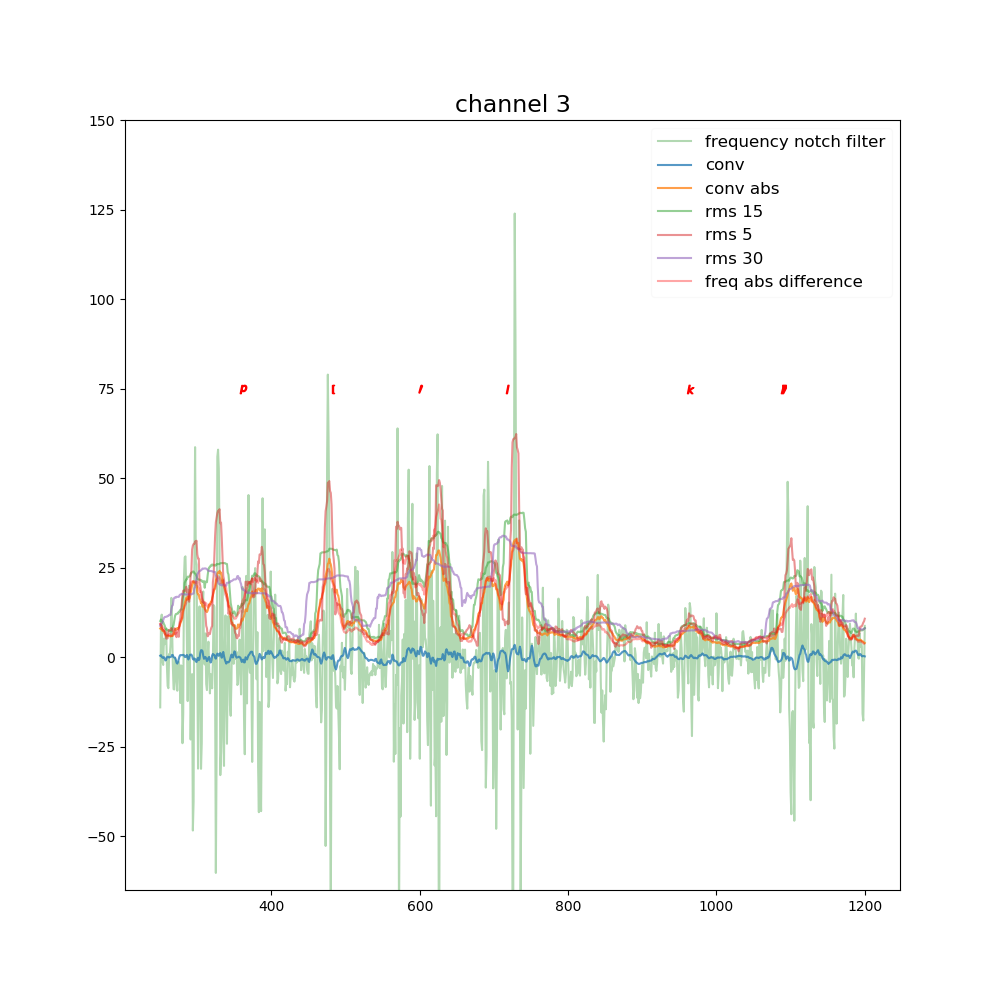 channel 3
150
125
100
75
50
25
0
−25
−50
frequency notch filter
conv
conv abs
rms 15
rms 5
rms 30
freq abs difference
p
[
l
k
400 600 800 1000 1200